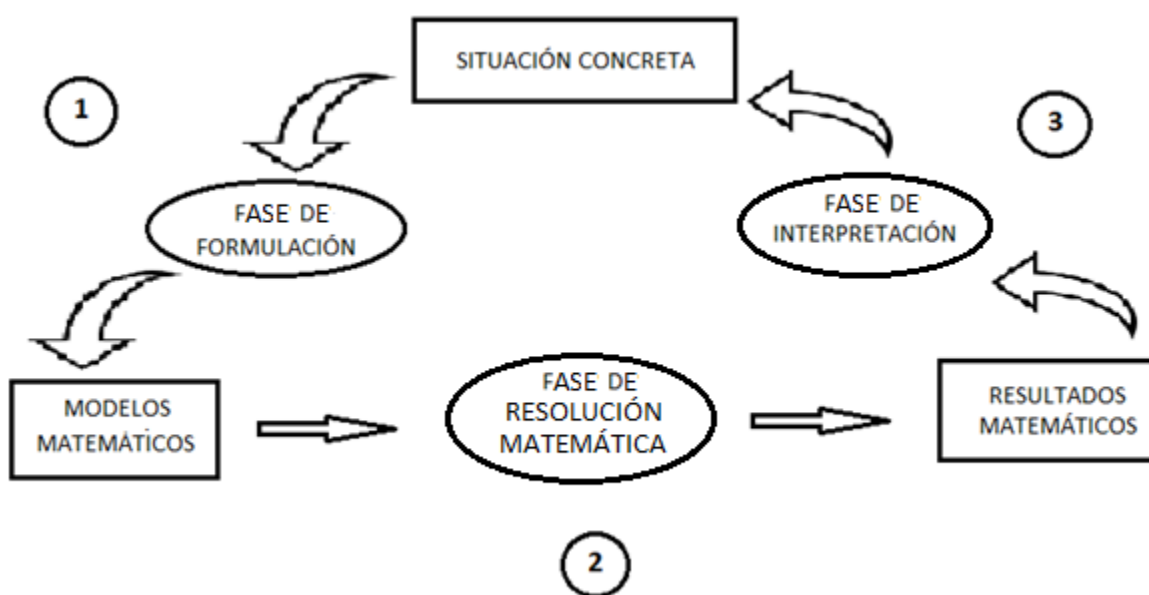 SITUACIÓN CONCRETA
1
3
FASE DE
FORMULACIÓN
FASE DE
INTERPRETACIÓN
MODELOS
MATEMÁTICOS
FASE DE
RESOLUCIÓN
MATEMÁTICA
RESULTADOS
MATEMÁTICOS
2